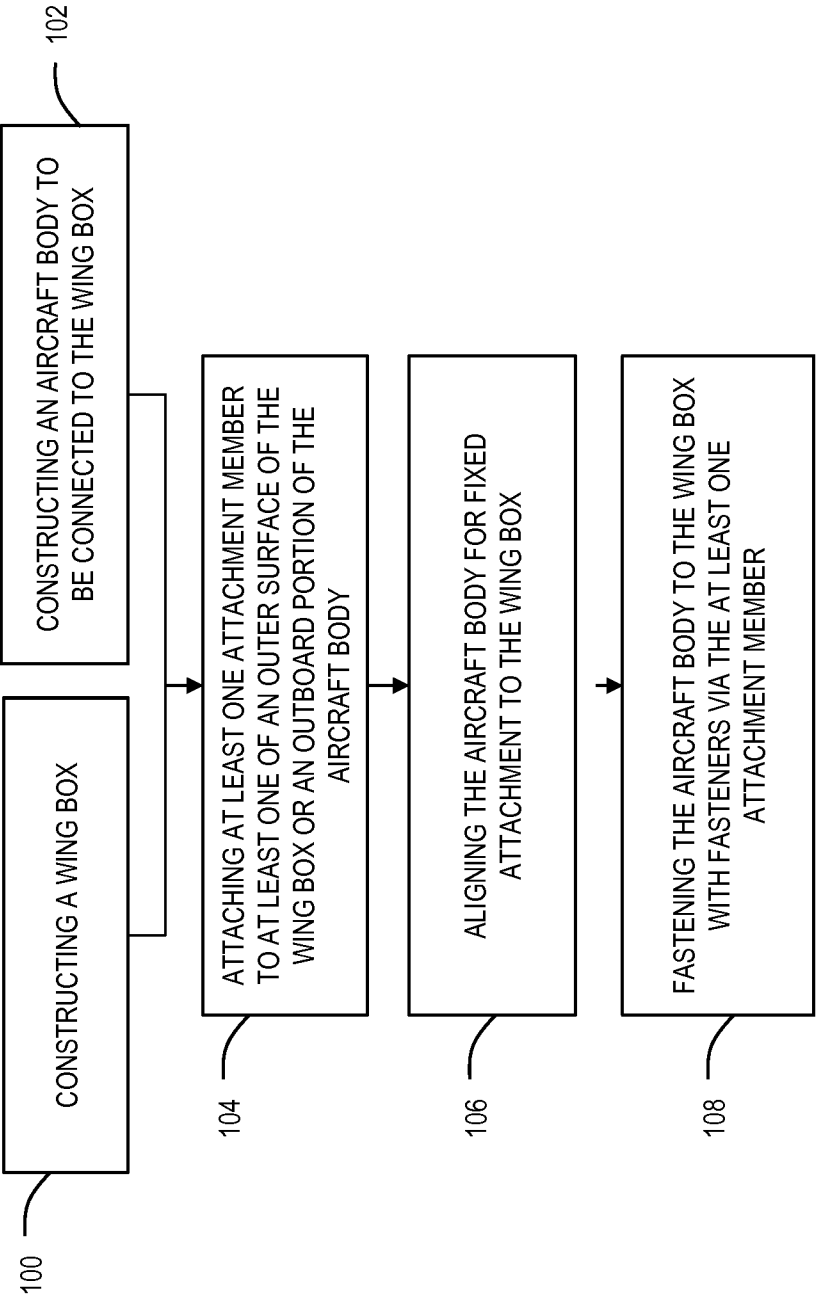 100
CONSTRUCTING A WING BOX
CONSTRUCTING AN AIRCRAFT BODY TO
BE CONNECTED TO THE WING BOX
102
104
ATTACHING AT LEAST ONE ATTACHMENT MEMBER
TO AT LEAST ONE OF AN OUTER SURFACE OF THE
WING BOX OR AN OUTBOARD PORTION OF THE
AIRCRAFT BODY
106
ALIGNING THE AIRCRAFT BODY FOR FIXED
ATTACHMENT TO THE WING BOX
108
FASTENING THE AIRCRAFT BODY TO THE WING BOX
WITH FASTENERS VIA THE AT LEAST ONE
ATTACHMENT MEMBER